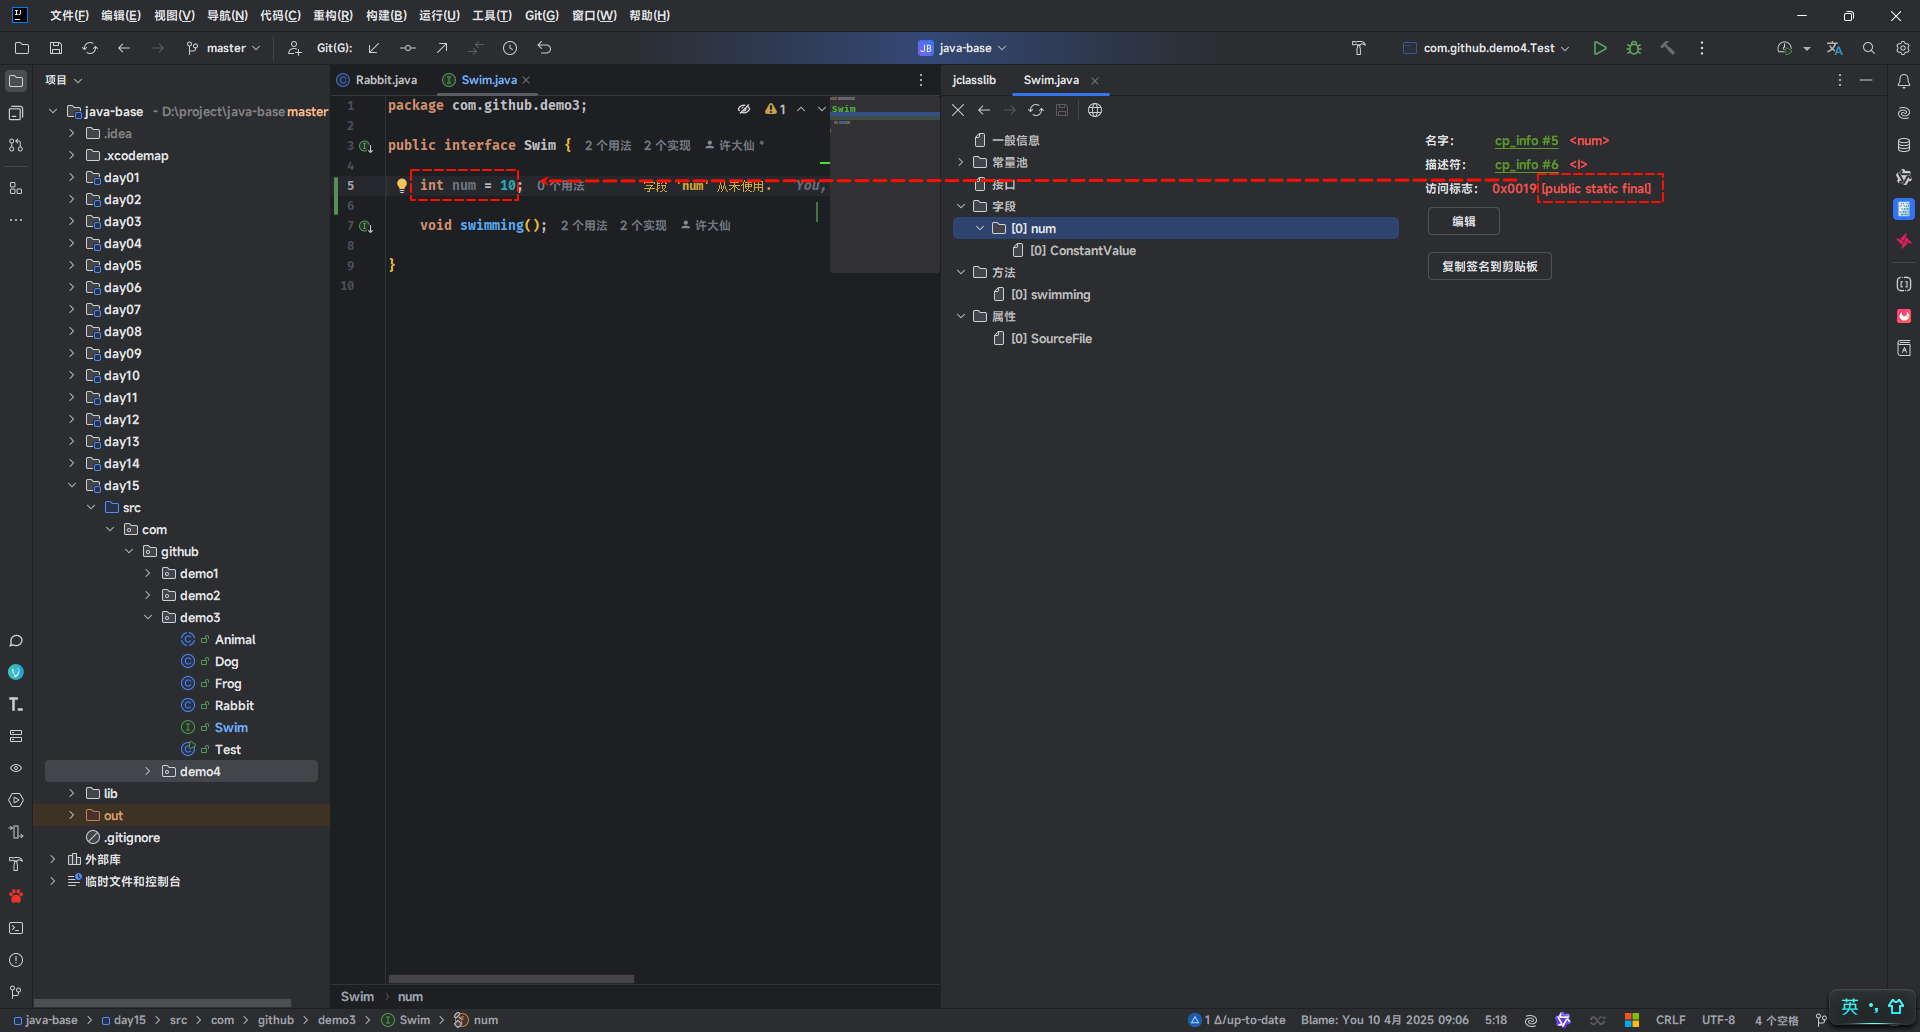 文件(F) 编辑(E) 视图(V) 导航(N) 代码(C) 重构(R) 构建(B) 运行(U) 工具(T) Git(G) 窗口(W) 帮助(H)
master Git(G): JB java-base com.github.demo4.Test
项目
java-base - D:\project\java-base master
.idea
.xcodemap
day01
day02
day03
day04
day05
day06
day07
day08
day09
day10
day11
day12
day13
day14
day15
src
com
github
demo1
demo2
demo3
Animal
Dog
Frog
Rabbit
Swim
Test
demo4
lib
out
.gitignore
外部库
临时文件和控制台
Rabbit.java Swim.java
1 package com.github.demo3;
1
2
3 public interface Swim { 2 个用法 2 个实现 许大仙 *
4
5 int num = 10; 0 个用法 字段 'num' 从未使用. You,
6
7 void swimming(); 2 个用法 2 个实现 许大仙
8
9 }
10
Swim
Swim num
jclasslib Swim.java
一般信息
常量池
接口
字段
[0] num
[0] ConstantValue
方法
[0] swimming
属性
[0] SourceFile
名字: cp_info #5 <num>
描述符: cp_info #6 <I>
访问标志: 0x0019 [public static final]
编辑
复制签名到剪贴板
英
java-base day15 src com github demo3 Swim num
1 Δ/up-to-date Blame: You 10 4月 2025 09:06 5:18 CRLF UTF-8 4 个空格